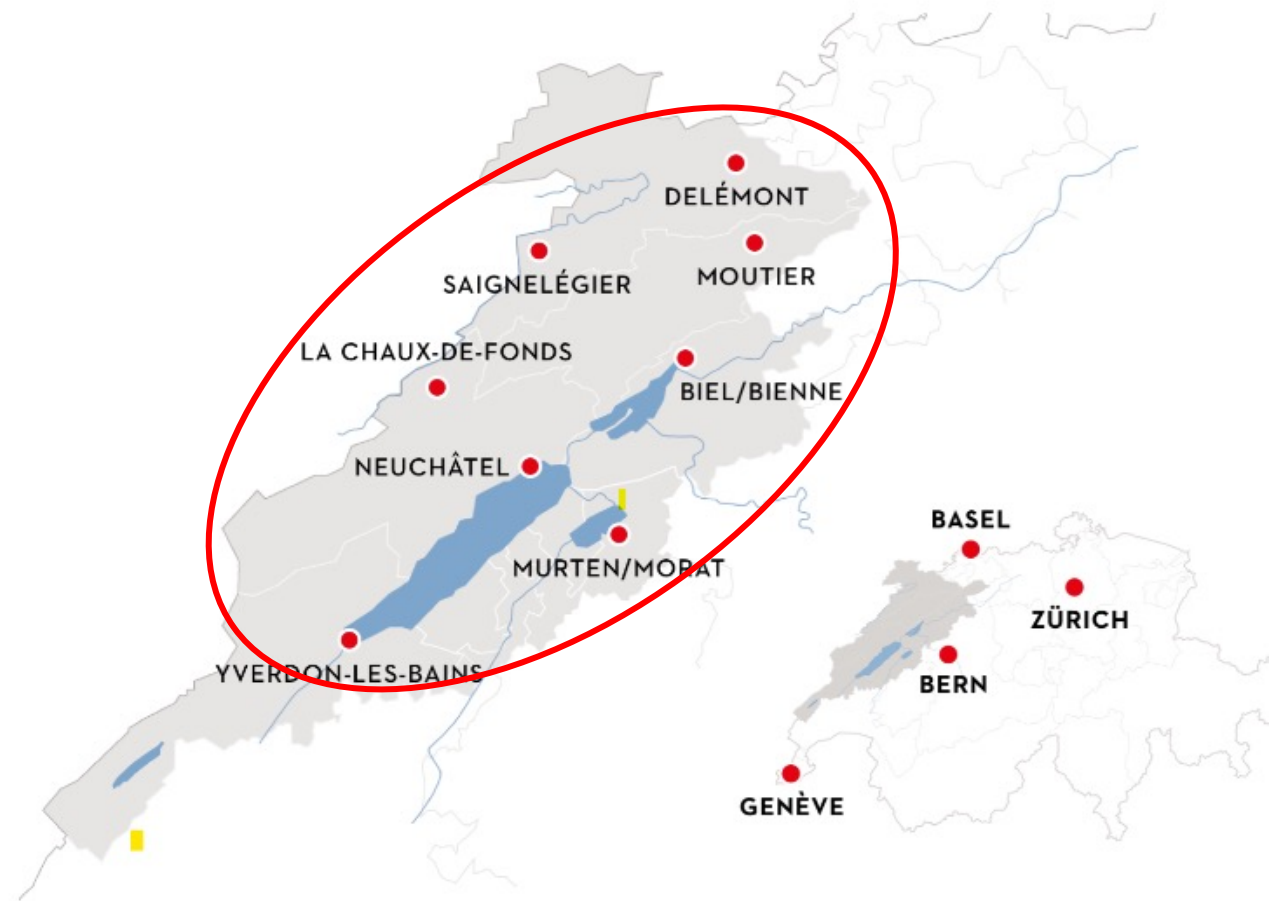 DELÉMONT
SAIGNELÉGIER
MOUTIER
LA CHAUX-DE-FONDS
BIEL/BIENNE
NEUCHÂTEL
MURTEN/MORAT
YVERDON-LES-BAINS
BASEL
ZÜRICH
BERN
GENÈVE